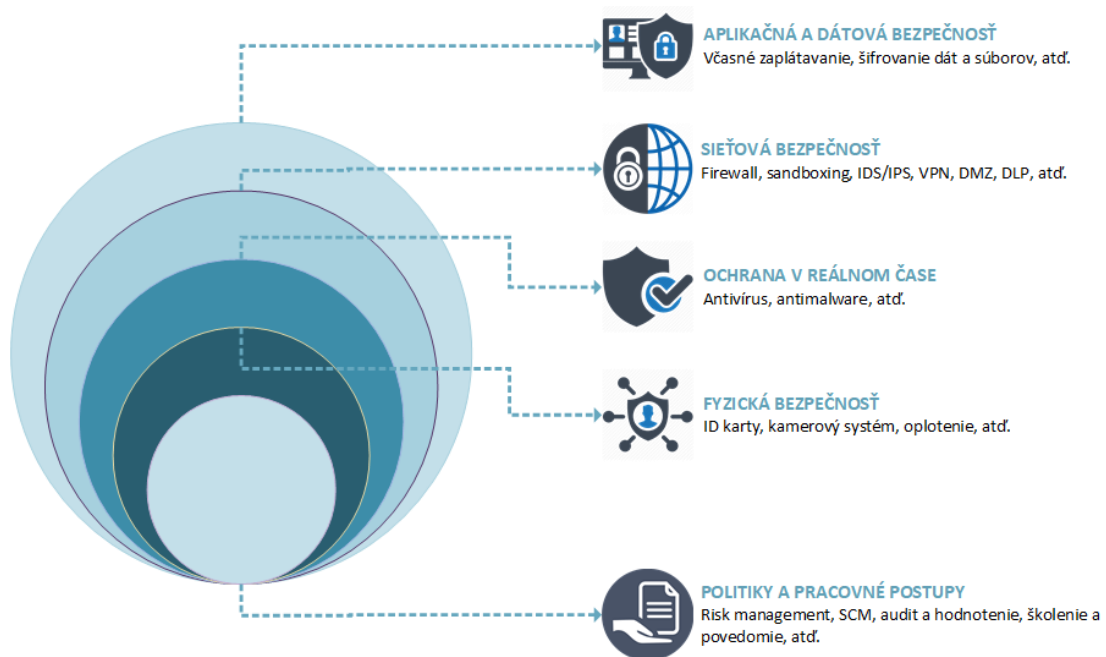 APLIKAČNÁ A DÁTOVÁ BEZPEČNOSŤ
Včasné zaplátavanie, šifrovanie dát a súborov, atď.
SIEŤOVÁ BEZPEČNOSŤ
Firewall, sandboxing, IDS/IPS, VPN, DMZ, DLP, atď.
OCHRANA V REÁLNOM ČASE
Antivírus, antimalware, atď.
FYZICKÁ BEZPEČNOSŤ
ID karty, kamerový systém, oplotenie, atď.
POLITIKY A PRACOVNÉ POSTUPY
Risk management, SCM, audit a hodnotenie, školenie a
povedomie, atď.